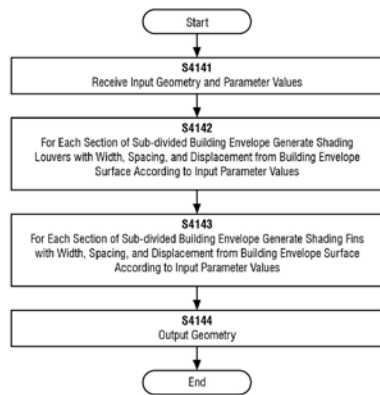 Start
S4141
Receive Input Geometry and Parameter Values
S4142
For Each Section of Sub-divided Building Envelope Generate Shading
Louvers with Width, Spacing, and Displacement from Building Envelope
Surface According to Input Parameter Values
S4143
For Each Section of Sub-divided Building Envelope Generate Shading Fins
with Width, Spacing, and Displacement from Building Envelope Surface
According to Input Parameter Values
S4144
Output Geometry
End